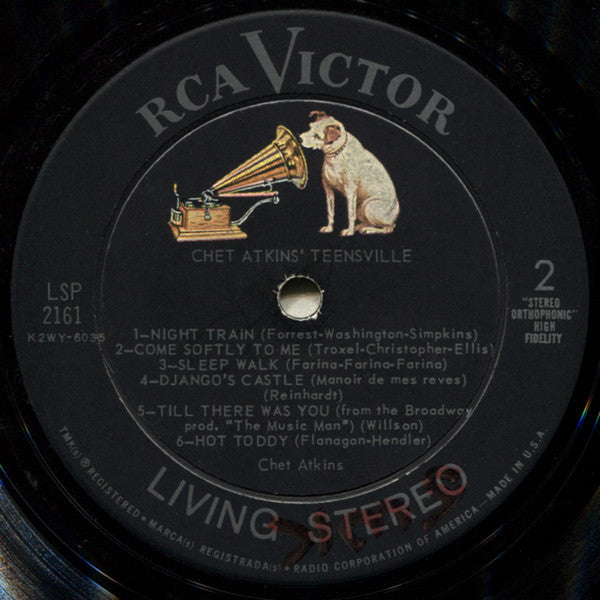 RCA VICTOR
CHET ATKINS' TEENSVILLE
LSP
2161
K2WY-6035
2
"STEREO
ORTHOPHONIC"
HIGH
FIDELITY
1—NIGHT TRAIN (Forrest-Washington-Simpkins)
2—COME SOFTLY TO ME (Troxel-Christopher-Ellis)
3—SLEEP WALK (Farina-Farina-Farina)
4—DJANGO'S CASTLE (Manoir de mes reves)
(Reinhardt)
5—TILL THERE WAS YOU (from the Broadway
prod. "The Music Man") (Willson)
6—HOT TODDY (Flanagan-Hendler)
Chet Atkins
LIVING STEREO
TMK(s) ® REGISTERED • MARCA(s) REGISTRADA(s) • RADIO CORPORATION OF AMERICA—MADE IN U.S.A.